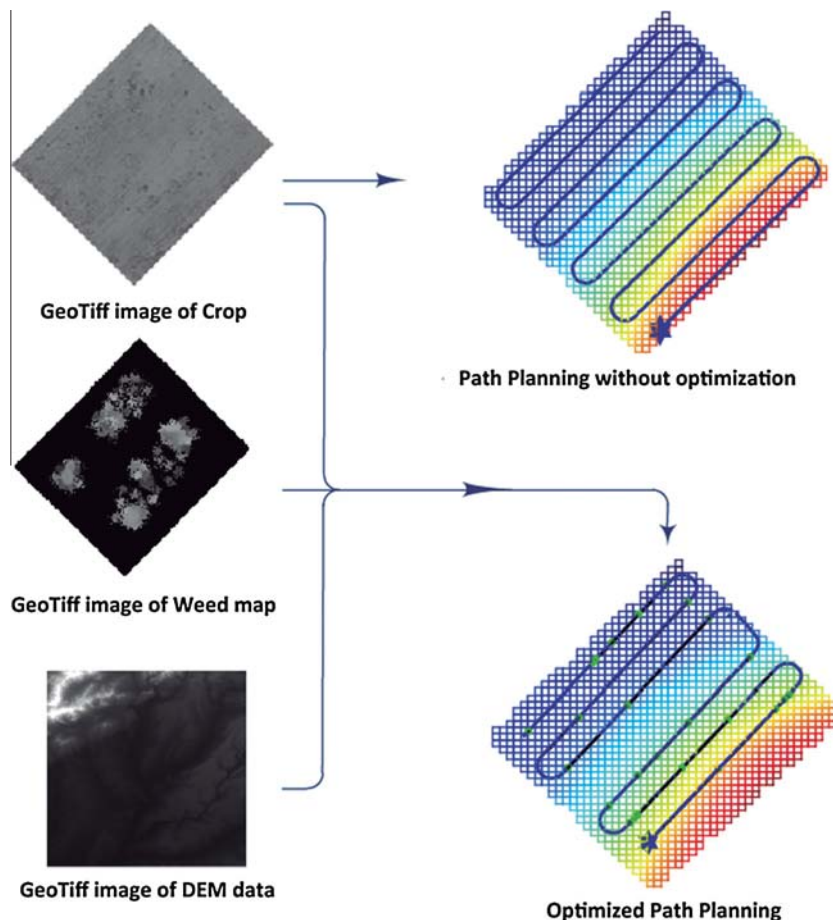 GeoTiff image of Crop
Path Planning without optimization
GeoTiff image of Weed map
GeoTiff image of DEM data
Optimized Path Planning